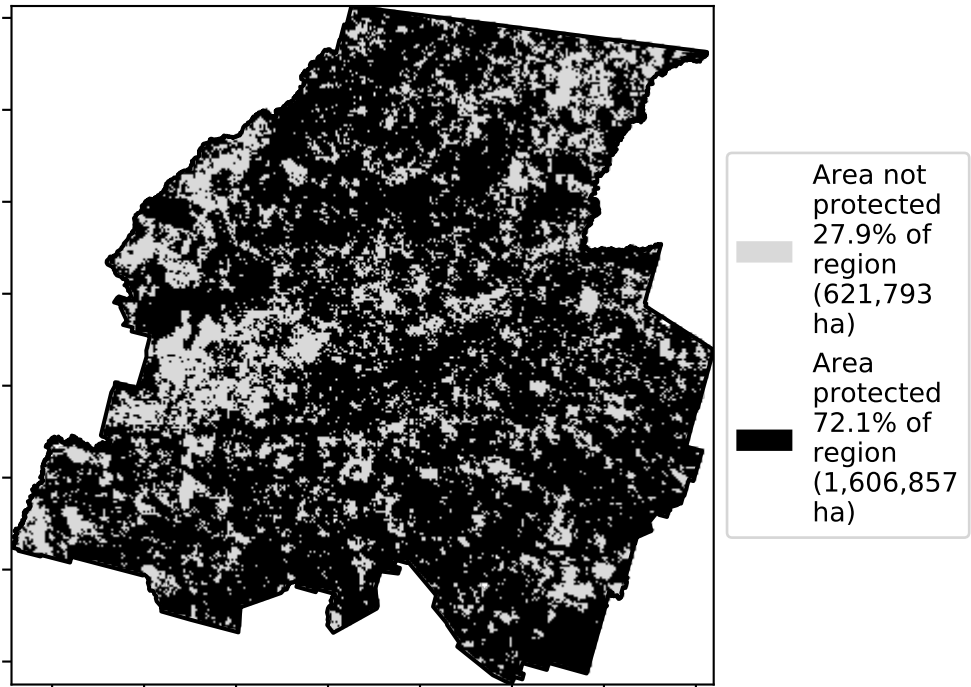 Area not
protected
27.9% of
region
(621,793
ha)
Area
protected
72.1% of
region
(1,606,857
ha)